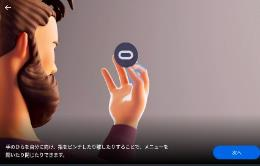 手のひらを自分に向け、指をピンチしたり離したりすることで、メニューを
開いたり閉じたりできます。
次へ